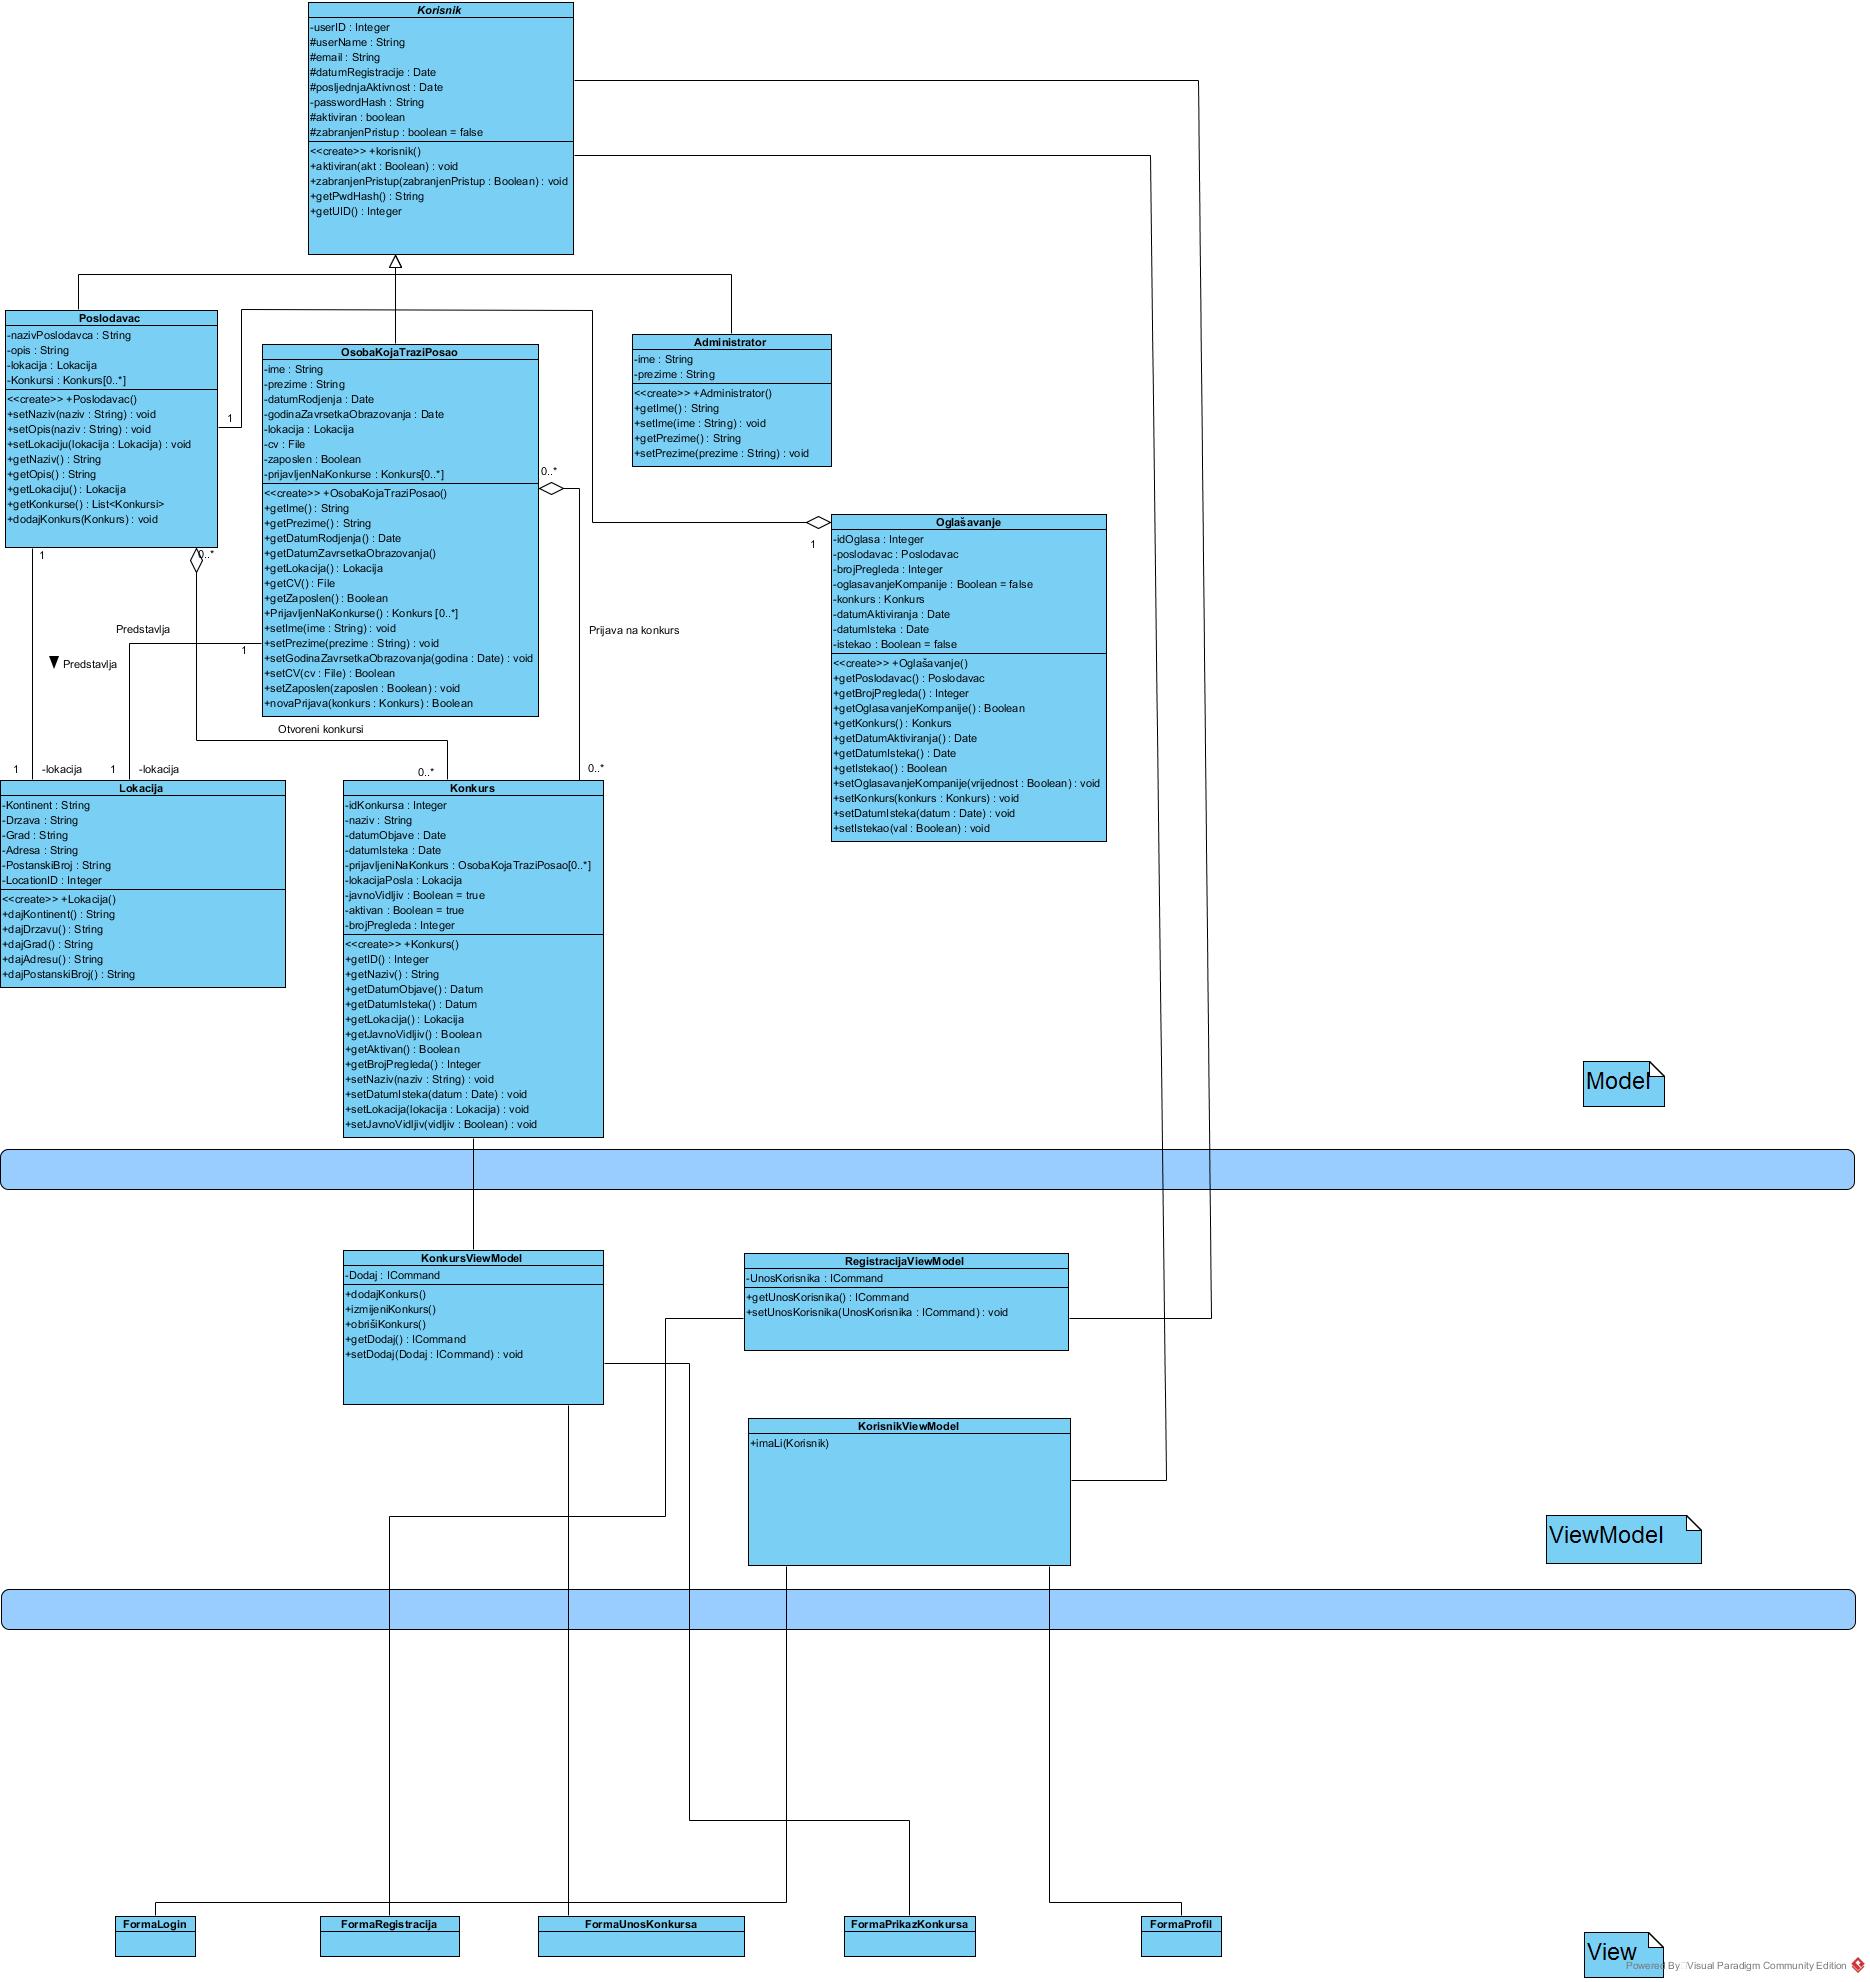 Korisnik
-userID : Integer
#userName : String
#email : String
#datumRegistracije : Date
#posljednjaAktivnost : Date
-passwordHash : String
#aktiviran : boolean
#zabranjenPristup : boolean = false
<<create>> +korisnik()
+aktiviran(akt : Boolean) : void
+zabranjenPristup(zabranjenPristup : Boolean) : void
+getPwdHash() : String
+getUID() : Integer
Poslodavac
-nazivPoslodavca : String
-opis : String
-lokacija : Lokacija
-Konkursi : Konkurs[0..*]
<<create>> +Poslodavac()
+setNaziv(naziv : String) : void
+setOpis(naziv : String) : void
+setLokaciju(lokacija : Lokacija) : void
+getNaziv() : String
+getOpis() : String
+getLokaciju() : Lokacija
+getKonkurse() : List<Konkursi>
+dodajKonkurs(Konkurs) : void
1
1
0..*
OsobaKojaTraziPosao
-ime : String
-prezime : String
-datumRodjenja : Date
-godinaZavrsetkaObrazovanja : Date
-lokacija : Lokacija
-cv : File
-zaposlen : Boolean
-prijavljenNaKonkurse : Konkurs[0..*]
<<create>> +OsobaKojaTraziPosao()
+getIme() : String
+getPrezime() : String
+getDatumRodjenja() : Date
+getDatumZavrsetkaObrazovanja()
+getLokacija() : Lokacija
+getCV() : File
+getZaposlen() : Boolean
+PrijavljenNaKonkurse() : Konkurs [0..*]
+setIme(ime : String) : void
+setPrezime(prezime : String) : void
+setGodinaZavrsetkaObrazovanja(godina : Date) : void
+setCV(cv : File) : Boolean
+setZaposlen(zaposlen : Boolean) : void
+novaPrijava(konkurs : Konkurs) : Boolean
0..*
Administrator
-ime : String
-prezime : String
<<create>> +Administrator()
+getIme() : String
+setIme(ime : String) : void
+getPrezime() : String
+setPrezime(prezime : String) : void
Oglašavanje
-idOglasa : Integer
-poslodavac : Poslodavac
-brojPregleda : Integer
-oglasavanjeKompanije : Boolean = false
-konkurs : Konkurs
-datumAktiviranja : Date
-datumIsteka : Date
-istekao : Boolean = false
<<create>> +Oglašavanje()
+getPoslodavac() : Poslodavac
+getBrojPregleda() : Integer
+getOglasavanjeKompanije() : Boolean
+getKonkurs() : Konkurs
+getDatumAktiviranja() : Date
+getDatumIsteka() : Date
+getIstekao() : Boolean
+setOglasavanjeKompanije(vrijednost : Boolean) : void
+setKonkurs(konkurs : Konkurs) : void
+setDatumIsteka(datum : Date) : void
+setIstekao(val : Boolean) : void
1
Predstavlja
1
Predstavlja
Prijava na konkurs
Otvoreni konkursi
1
-lokacija
1
-lokacija
0..*
0..*
Lokacija
-Kontinent : String
-Drzava : String
-Grad : String
-Adresa : String
-PostanskiBroj : String
-LocationID : Integer
<<create>> +Lokacija()
+dajKontinent() : String
+dajDrzavu() : String
+dajGrad() : String
+dajAdresu() : String
+dajPostanskiBroj() : String
Konkurs
-idKonkursa : Integer
-naziv : String
-datumObjave : Date
-datumIsteka : Date
-prijavljeniNaKonkurs : OsobaKojaTraziPosao[0..*]
-lokacijaPosla : Lokacija
-javnoVidljiv : Boolean = true
-aktivan : Boolean = true
-brojPregleda : Integer
<<create>> +Konkurs()
+getID() : Integer
+getNaziv() : String
+getDatumObjave() : Datum
+getDatumIsteka() : Datum
+getLokacija() : Lokacija
+getJavnoVidljiv() : Boolean
+getAktivan() : Boolean
+getBrojPregleda() : Integer
+setNaziv(naziv : String) : void
+setDatumIsteka(datum : Date) : void
+setLokacija(lokacija : Lokacija) : void
+setJavnoVidljiv(vidljiv : Boolean) : void
Model
KonkursViewModel
-Dodaj : ICommand
+dodajKonkurs()
+izmijeniKonkurs()
+obrišiKonkurs()
+getDodaj() : ICommand
+setDodaj(Dodaj : ICommand) : void
RegistracijaViewModel
-UnosKorisnika : ICommand
+getUnosKorisnika() : ICommand
+setUnosKorisnika(UnosKorisnika : ICommand) : void
KorisnikViewModel
+imaLi(Korisnik)
ViewModel
FormaLogin
FormaRegistracija
FormaUnosKonkursa
FormaPrikazKonkursa
FormaProfil
View
Powered By Visual Paradigm Community Edition